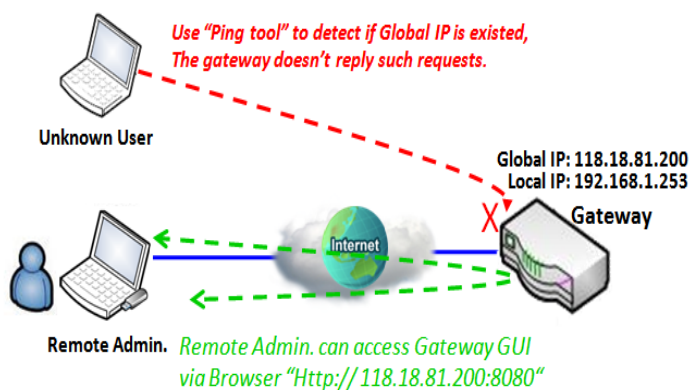 Use “Ping tool” to detect if Global IP is existed,
The gateway doesn’t reply such requests.
Unknown User
Global IP: 118.18.81.200
Local IP: 192.168.1.253
X
Gateway
Internet
Remote Admin.
Remote Admin. can access Gateway GUI
via Browser “Http:// 118.18.81.200:8080“